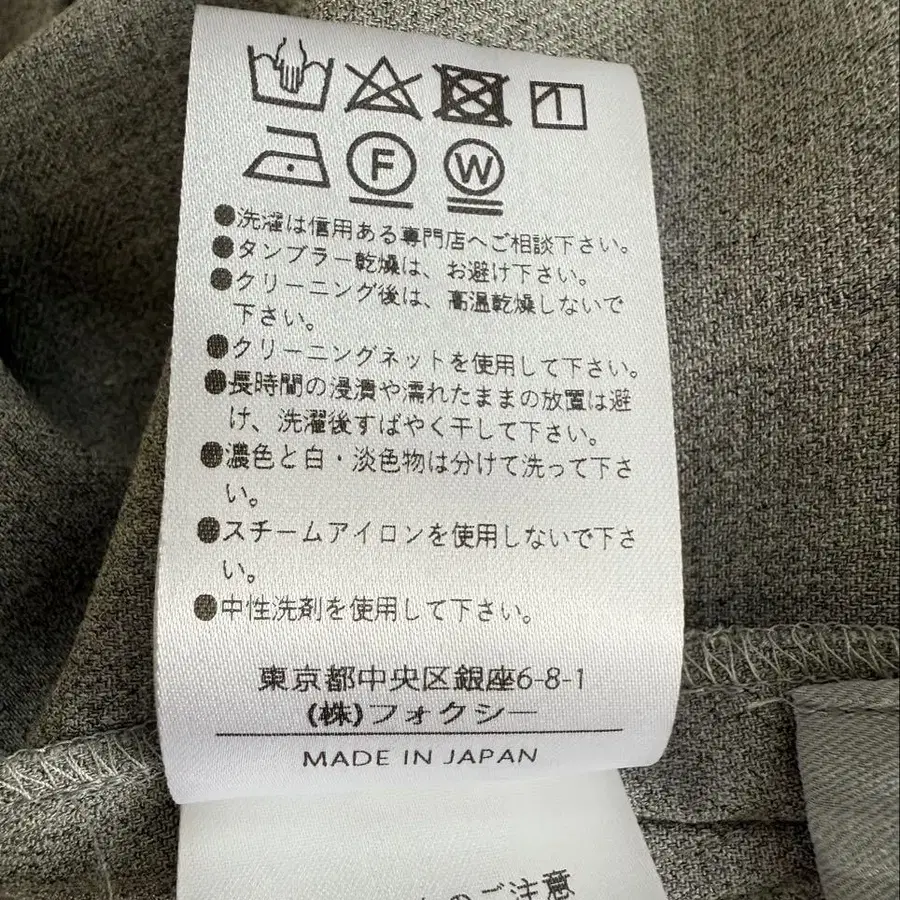 F W
●洗濯は信用ある専門店へご相談下さい。
●タンブラー乾燥は、お避け下さい。
●クリーニング後は、高温乾燥しないで
下さい。
●クリーニングネットを使用して下さい。
●長時間の浸漬や濡れたままの放置は避
け、洗濯後すばやく干して下さい。
●濃色と白・淡色物は分けて洗って下さ
い。
●スチームアイロンを使用しないで下さ
い。
●中性洗剤を使用して下さい。
東京都中央区銀座6-8-1
(株)フォクシー
MADE IN JAPAN
のご注意